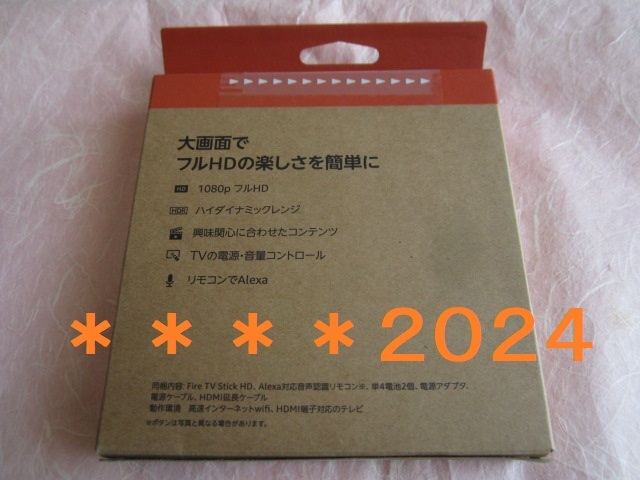 大画面で
フルHDの楽しさを簡単に
HD 1080p フルHD
HDR ハイダイナミックレンジ
興味関心に合わせたコンテンツ
TVの電源・音量コントロール
リモコンでAlexa
＊＊＊＊2024
同梱内容: Fire TV Stick HD、Alexa対応音声認識リモコン※、単4電池2個、電源アダプタ、
電源ケーブル、HDMI延長ケーブル
動作環境 高速インターネットwifi、HDMI端子対応のテレビ
※ボタンは写真と異なる場合があります。